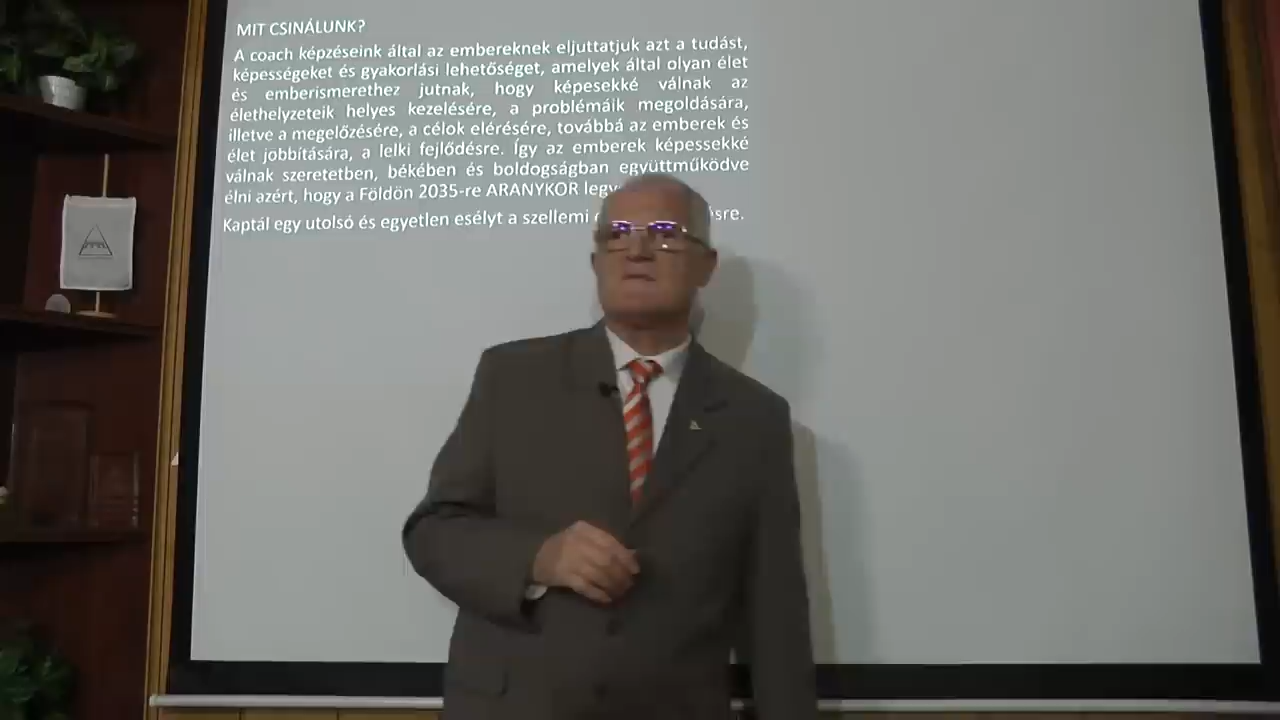 MIT CSINÁLUNK?
A coach képzéseink által az embereknek eljuttatjuk azt a tudást,
képességeket és gyakorlási lehetőséget, amelyek által olyan élet
és emberismerethez jutnak, hogy képesekké válnak az
élethelyzeteik helyes kezelésére, a problémáik megoldására,
illetve a megelőzésére, a célok elérésére, továbbá az emberek és
élet jobbítására, a lelki fejlődésre. Így az emberek képessekké
válnak szeretetben, békében és boldogságban együttműködve
élni azért, hogy a Földön 2035-re ARANYKOR
Kaptál egy utolsó és egyetlen esélyt a szellemi